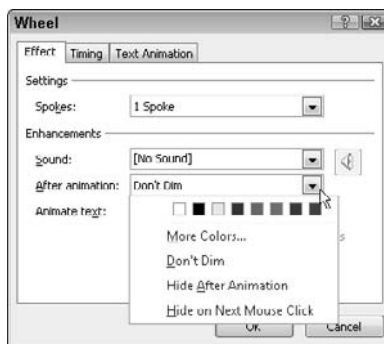 Wheel
Effect Timing Text Animation
Settings
Spokes: 1 Spoke
Enhancements
Sound: [No Sound]
After animation: Don't Dim
Animate text:
More Colors...
Don't Dim
Hide After Animation
Hide on Next Mouse Click
OK Cancel